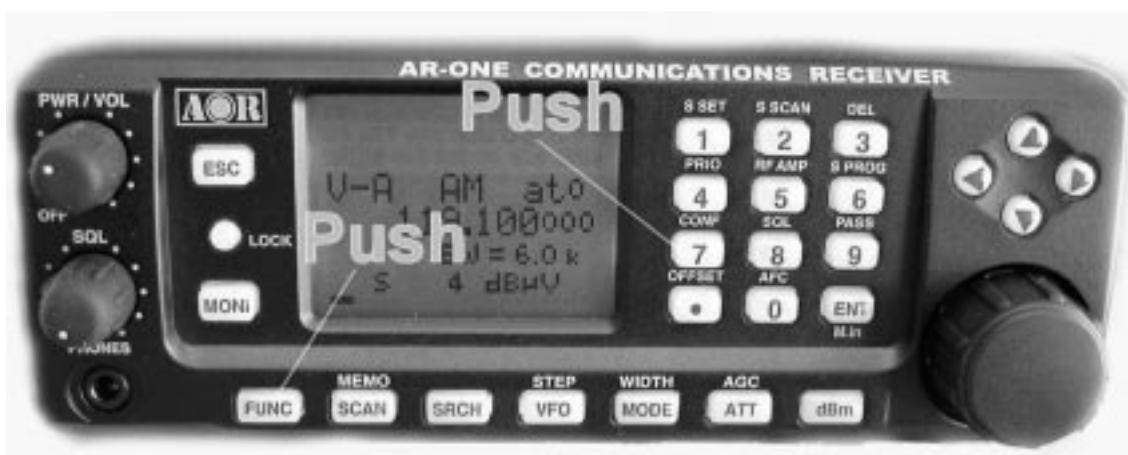 AR-ONE COMMUNICATIONS RECEIVER
PWR / VOL
AOR
Push
S SET S SCAN DEL
1 2 3
ESC
PRIO RF AMP S PROG
4 5 6
V-A AM ato
OFF
CONF SQL PASS
000
Push
SQL
LOCK
7 8 9
= 6.0 k
OFFSET AFC
S 4 dBµV
MONi
• 0 ENT
M.in
PHONES
MEMO STEP WIDTH AGC
FUNC SCAN SRCH VFO MODE ATT dBm